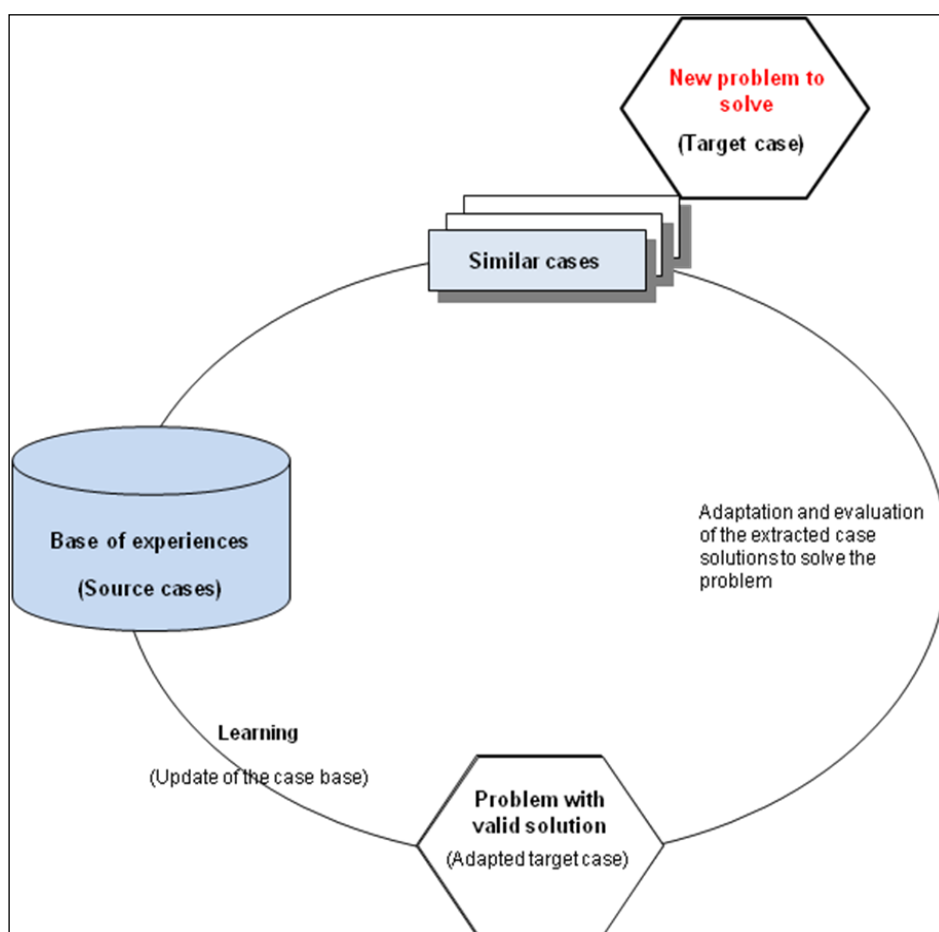 New problem to
solve
(Target case)
Similar cases
Base of experiences
(Source cases)
Adaptation and evaluation
of the extracted case
solutions to solve the
problem
Learning
(Update of the case base)
Problem with
valid solution
(Adapted target case)